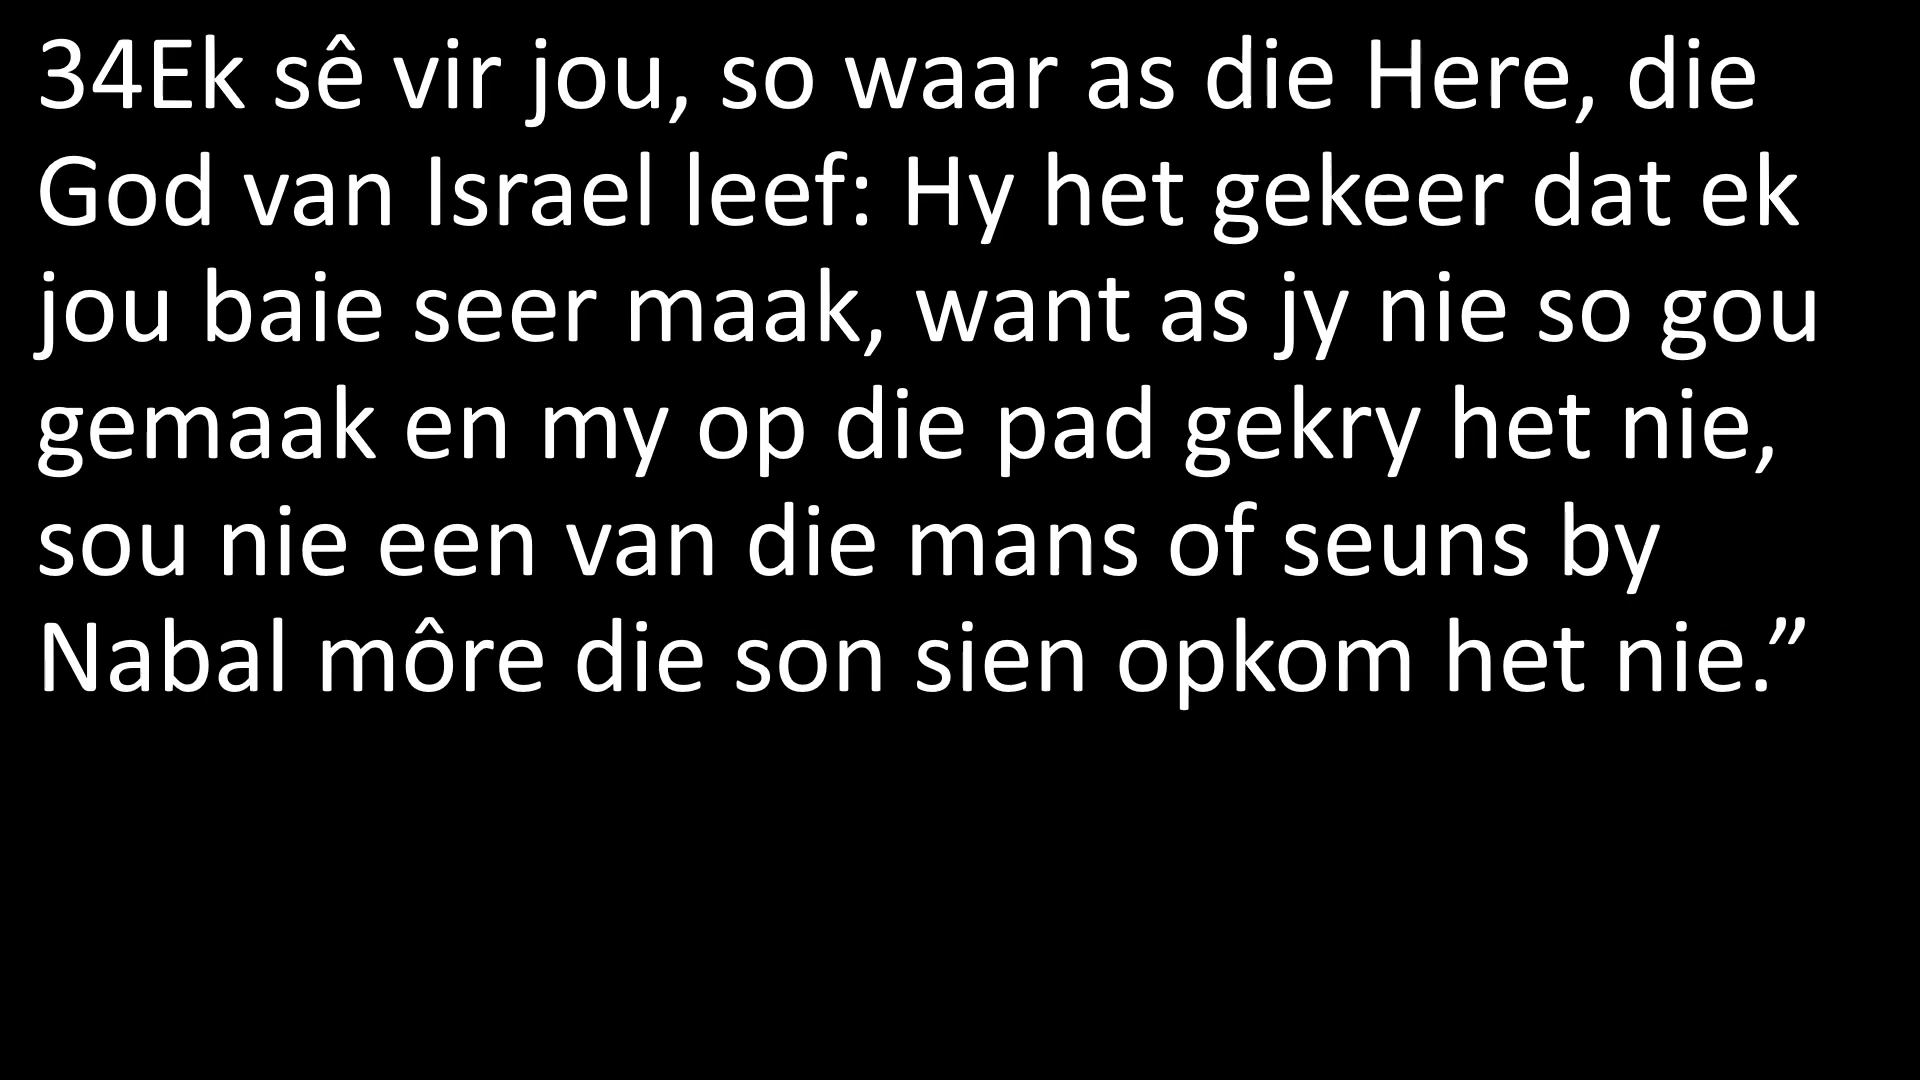 34Ek sê vir jou, so waar as die Here, die
God van Israel leef: Hy het gekeer dat ek
jou baie seer maak, want as jy nie so gou
gemaak en my op die pad gekry het nie,
sou nie een van die mans of seuns by
Nabal môre die son sien opkom het nie.”